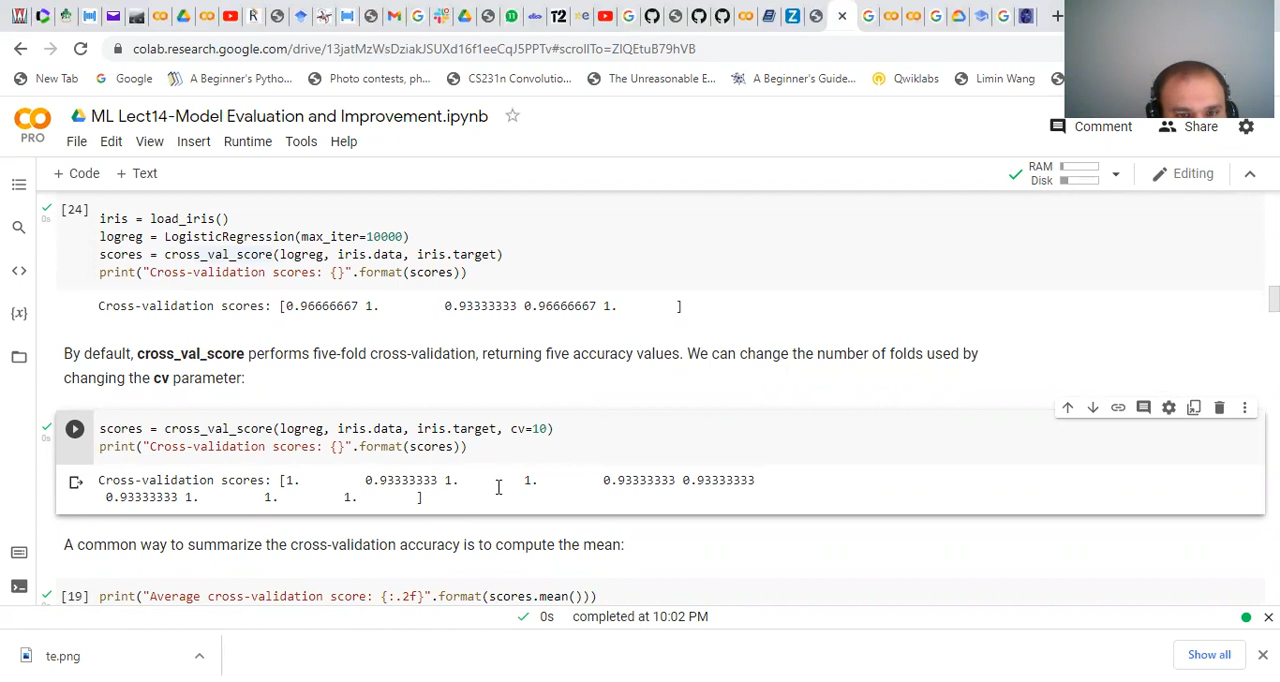 colab.research.google.com/drive/13jatMzWsDziakJSUXd16f1eeCqJ5PPTv#scrollTo=ZIQEtuB79hVB
New Tab Google A Beginner's Pytho... Photo contests, ph... CS231n Convolutio... The Unreasonable E... A Beginner's Guide... Qwiklabs Limin Wang
PRO
ML Lect14-Model Evaluation and Improvement.ipynb
Comment Share
File Edit View Insert Runtime Tools Help
+ Code + Text
RAM
Disk
Editing
[24]
0s
iris = load_iris()
logreg = LogisticRegression(max_iter=10000)
scores = cross_val_score(logreg, iris.data, iris.target)
print("Cross-validation scores: {}".format(scores))
Cross-validation scores: [0.96666667 1. 0.93333333 0.96666667 1. ]
By default, cross_val_score performs five-fold cross-validation, returning five accuracy values. We can change the number of folds used by
changing the cv parameter:
0s
scores = cross_val_score(logreg, iris.data, iris.target, cv=10)
print("Cross-validation scores: {}".format(scores))
Cross-validation scores: [1. 0.93333333 1. 1. 0.93333333 0.93333333
0.93333333 1. 1. 1. ]
A common way to summarize the cross-validation accuracy is to compute the mean:
[19] print("Average cross-validation score: {:.2f}".format(scores.mean()))
0s completed at 10:02 PM
te.png
Show all